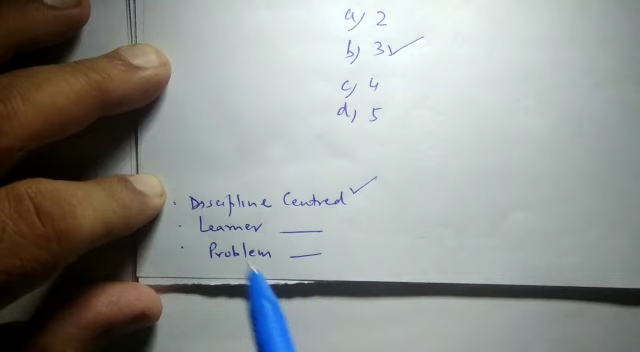 a) 2
b) 3 ✓
c) 4
d) 5
· Discipline Centred ✓
· Learner —
· Problem —